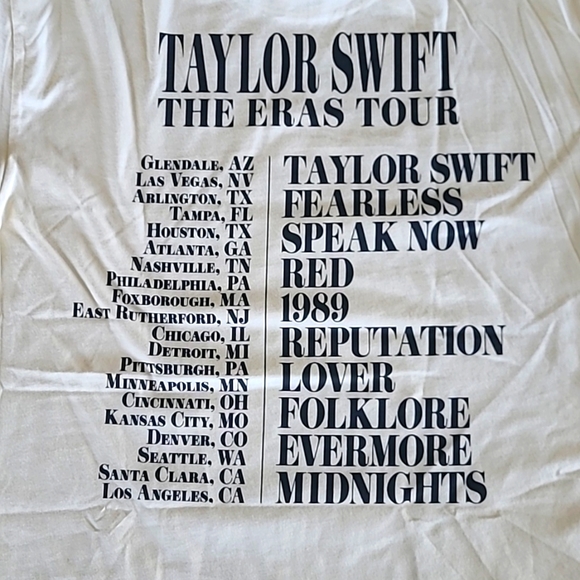 TAYLOR SWIFT
THE ERAS TOUR
GLENDALE, AZ
LAS VEGAS, NV
ARLINGTON, TX
TAMPA, FL
HOUSTON, TX
ATLANTA, GA
NASHVILLE, TN
PHILADELPHIA, PA
FOXBOROUGH, MA
EAST RUTHERFORD, NJ
CHICAGO, IL
DETROIT, MI
PITTSBURGH, PA
MINNEAPOLIS, MN
CINCINNATI, OH
KANSAS CITY, MO
DENVER, CO
SEATTLE, WA
SANTA CLARA, CA
LOS ANGELES, CA
TAYLOR SWIFT
FEARLESS
SPEAK NOW
RED
1989
REPUTATION
LOVER
FOLKLORE
EVERMORE
MIDNIGHTS